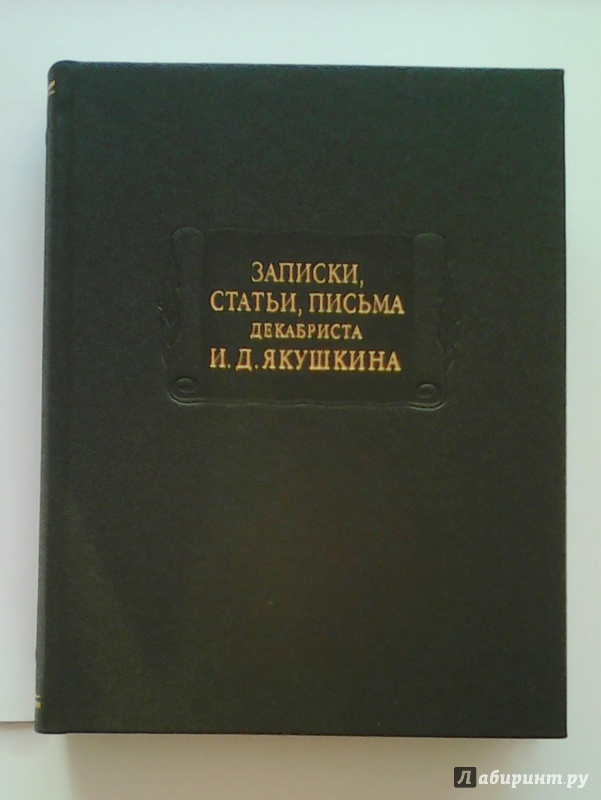 ЗАПИСКИ,
СТАТЬИ, ПИСЬМА
ДЕКАБРИСТА
И. Д. ЯКУШКИНА
Лабиринт.ру